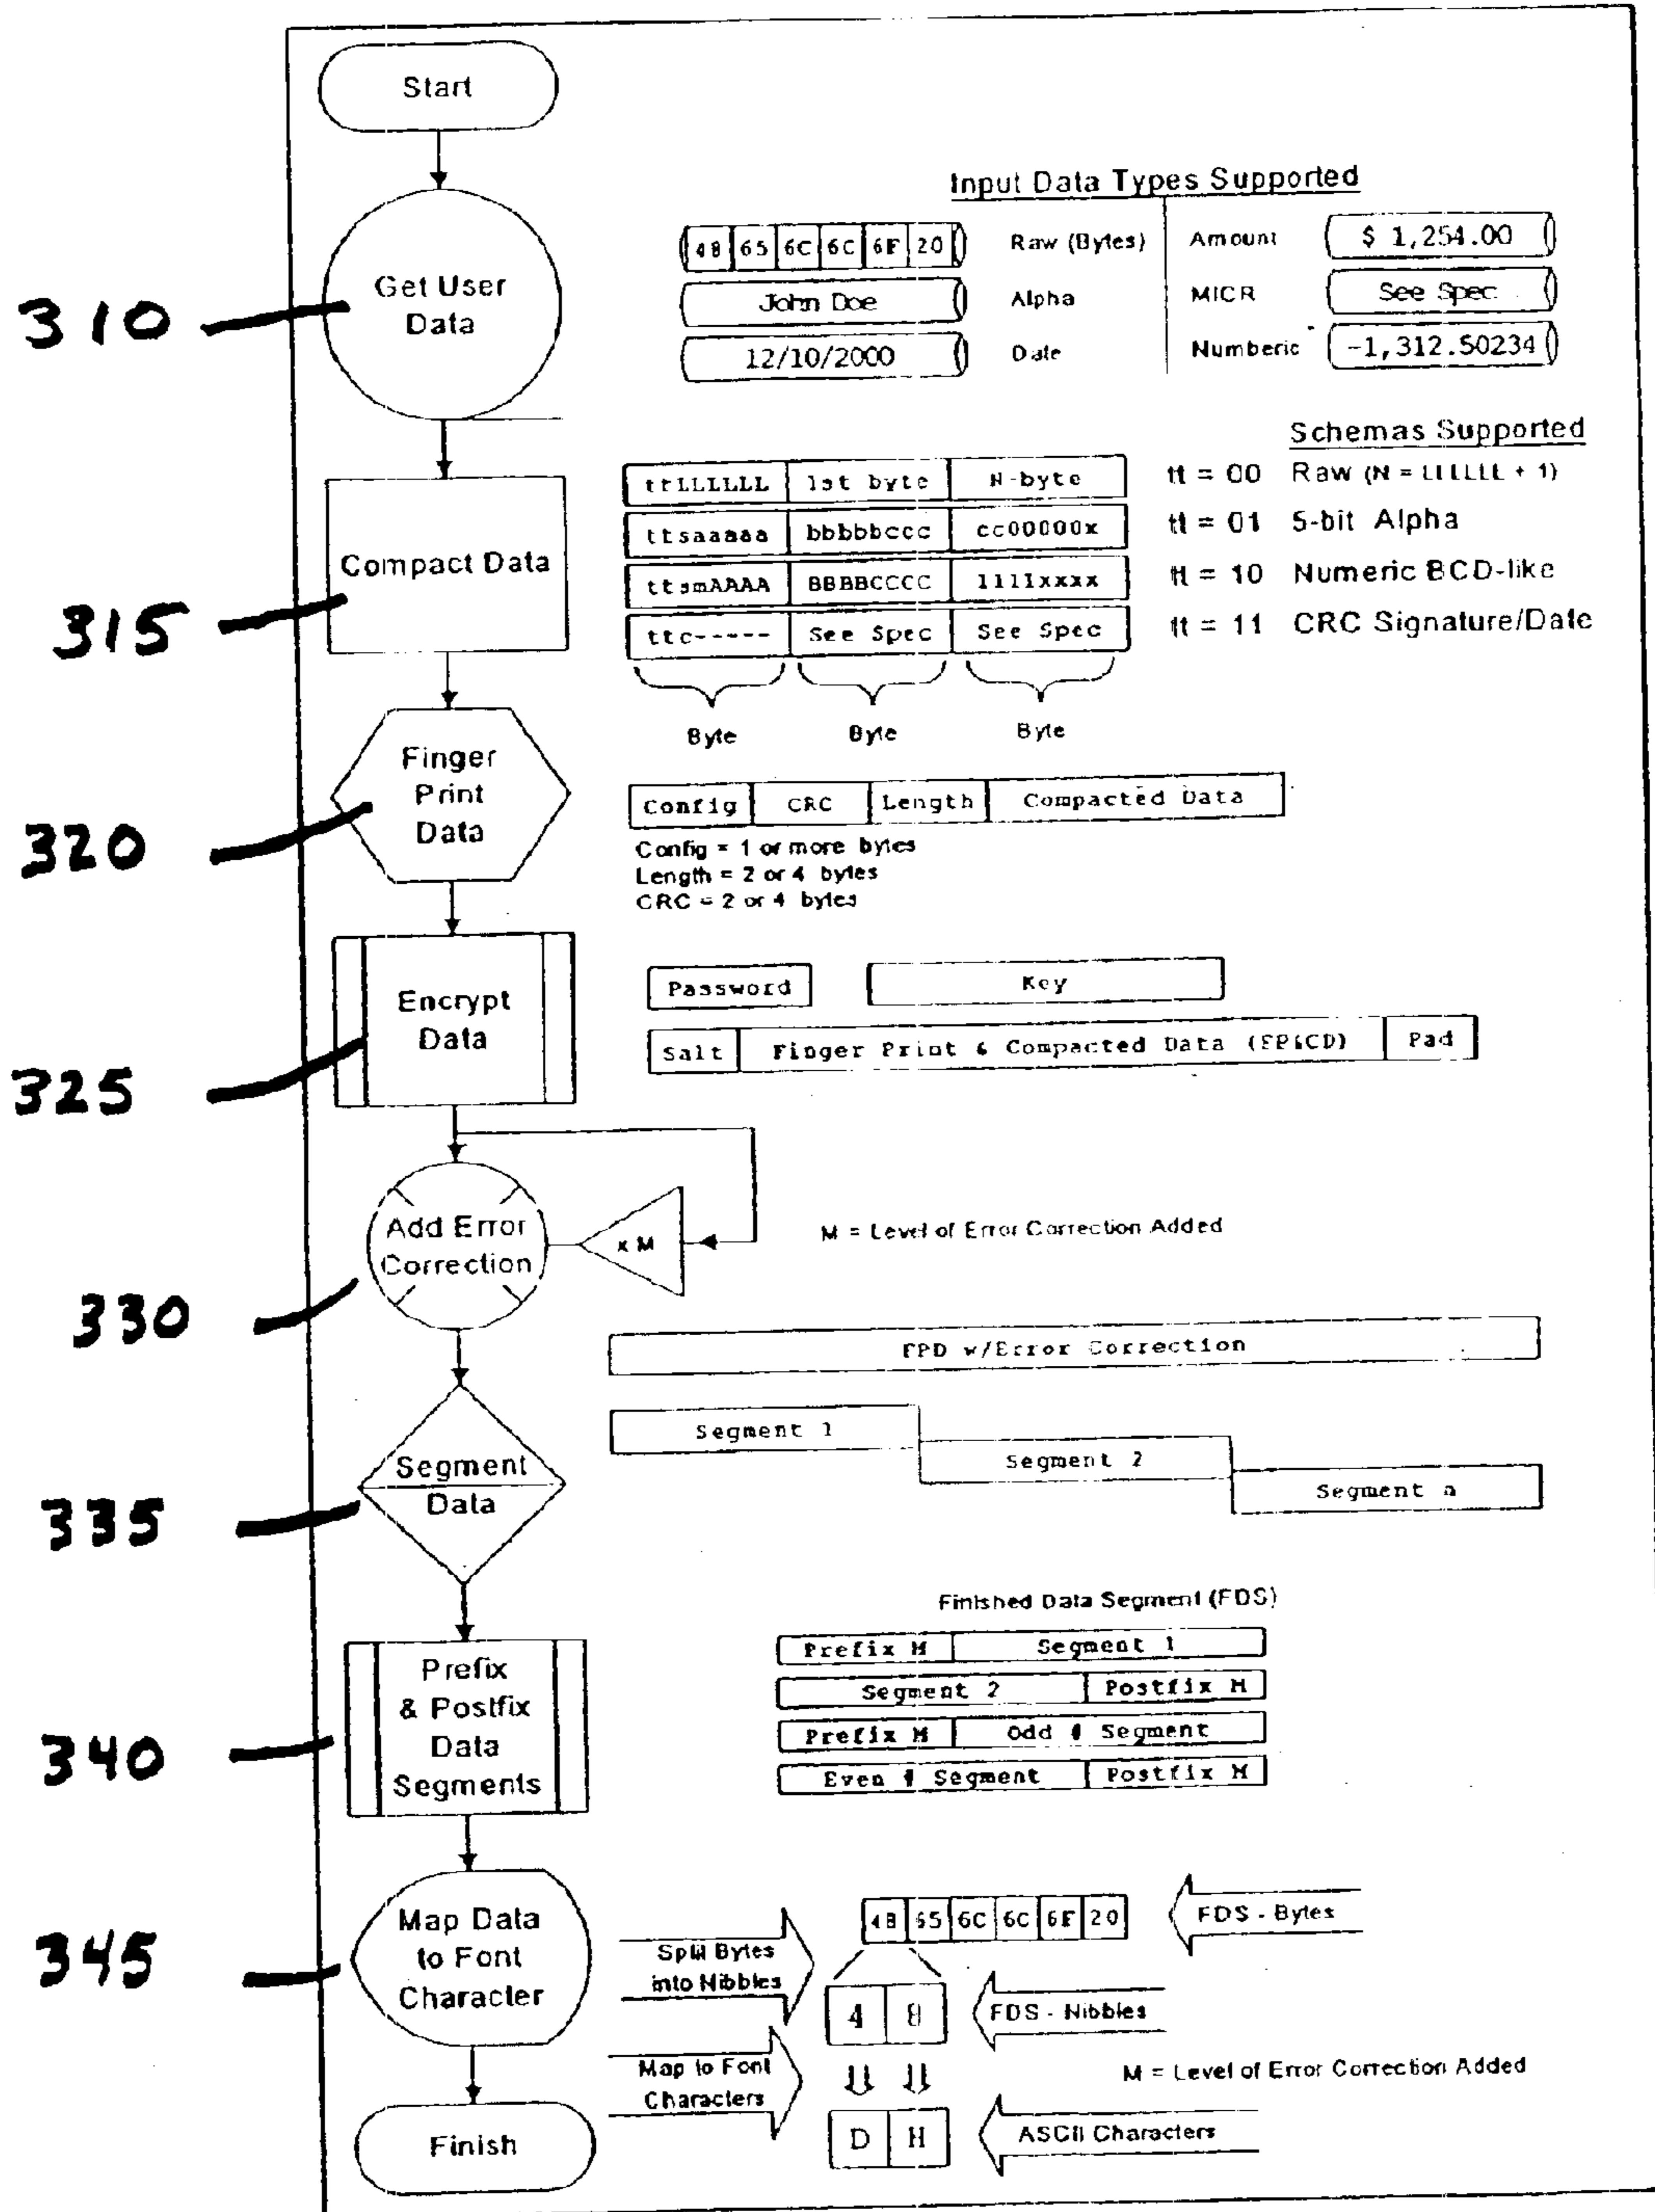 Start
Input Data Types Supported
310
Get User
Data
48 65 6C 6C 6F 20
Raw (Bytes)
Amount
$ 1,254.00
John Doe
Alpha
MICR
See Spec
12/10/2000
Date
Numberic
-1,312.50234
Schemas Supported
315
Compact Data
ttLLLLLL 1st byte N-byte
tt = 00 Raw (N = LLLLLL + 1)
ttsaaaaa bbbbbccc cc00000x
tt = 01 5-bit Alpha
ttsmAAAA BBBBCCCC 1111xxxx
tt = 10 Numeric BCD-like
ttc----- See Spec See Spec
tt = 11 CRC Signature/Date
Byte Byte Byte
320
Finger
Print
Data
Config CRC Length Compacted Data
Config = 1 or more bytes
Length = 2 or 4 bytes
CRC = 2 or 4 bytes
325
Encrypt
Data
Password Key
Salt Finger Print & Compacted Data (FP&CD) Pad
330
Add Error
Correction
x M
M = Level of Error Correction Added
FPD w/Error Correction
335
Segment
Data
Segment 1
Segment 2
Segment n
Finished Data Segment (FDS)
340
Prefix
& Postfix
Data
Segments
Prefix M Segment 1
Segment 2 Postfix M
Prefix M Odd # Segment
Even # Segment Postfix M
345
Map Data
to Font
Character
Split Bytes
into Nibbles
48 65 6C 6C 6F 20
FDS - Bytes
4 8
FDS - Nibbles
Map to Font
Characters
M = Level of Error Correction Added
D H
ASCII Characters
Finish